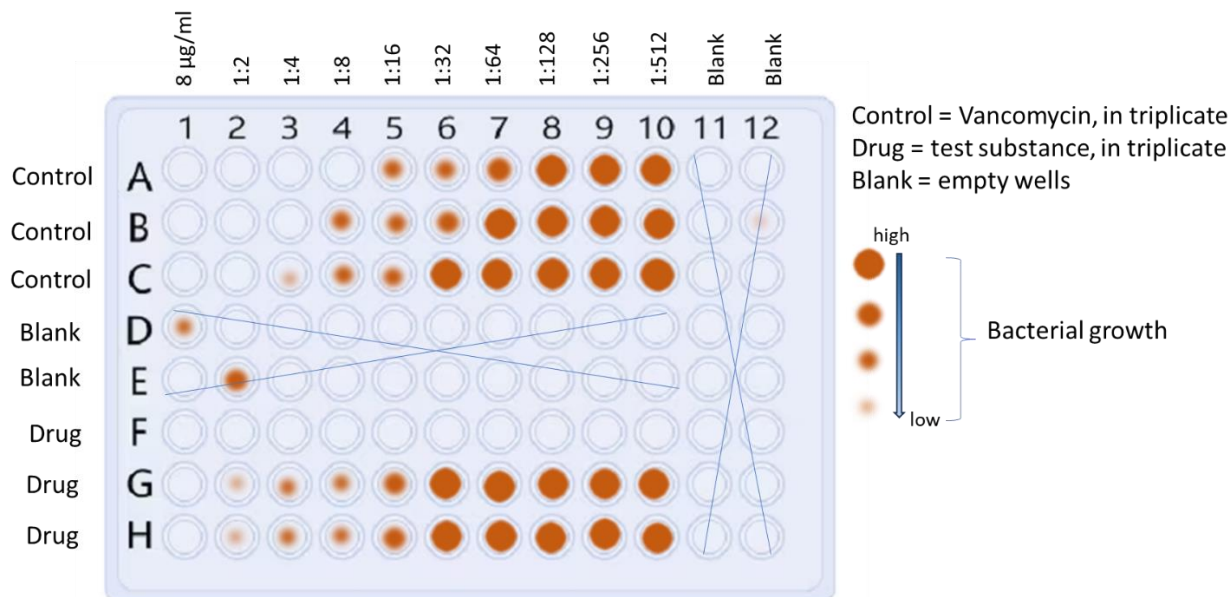 8 µg/ml 1:2 1:4 1:8 1:16 1:32 1:64 1:128 1:256 1:512 Blank Blank
1 2 3 4 5 6 7 8 9 10 11 12
Control A
Control B
Control C
Blank D
Blank E
Drug F
Drug G
Drug H
Control = Vancomycin, in triplicate
Drug = test substance, in triplicate
Blank = empty wells
high
Bacterial growth
low